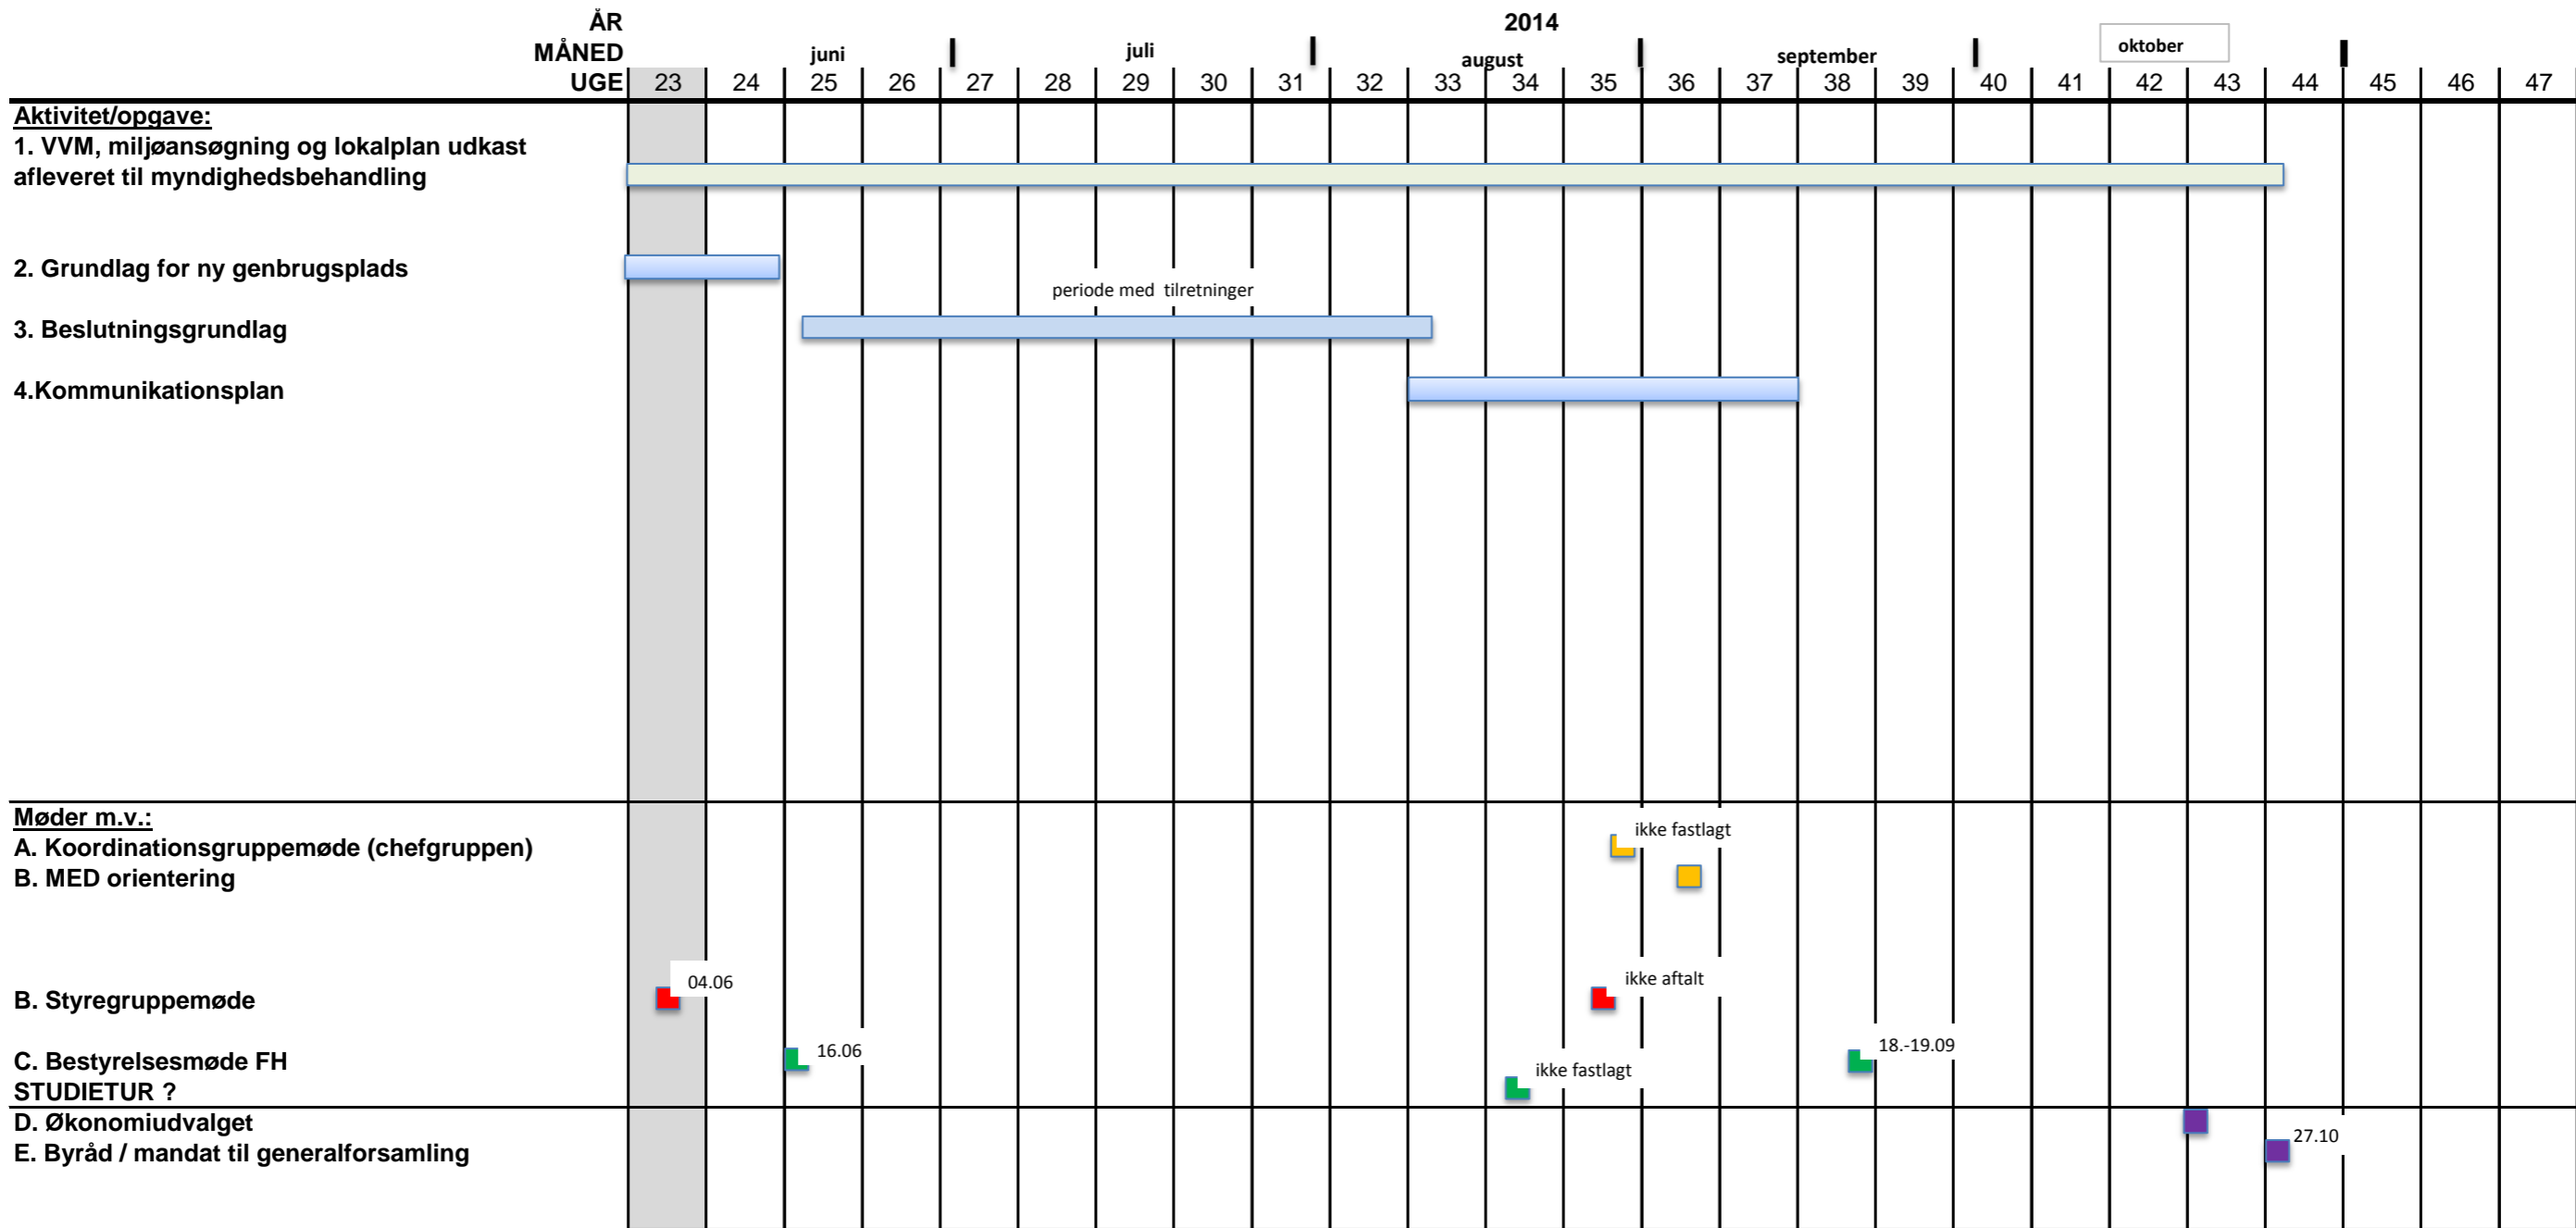 ÅR 2014
MÅNED juni juli august september oktober
UGE 23 24 25 26 27 28 29 30 31 32 33 34 35 36 37 38 39 40 41 42 43 44 45 46 47
Aktivitet/opgave:
1. VVM, miljøansøgning og lokalplan udkast
afleveret til myndighedsbehandling
2. Grundlag for ny genbrugsplads
periode med tilretninger
3. Beslutningsgrundlag
4.Kommunikationsplan
Møder m.v.:
ikke fastlagt
A. Koordinationsgruppemøde (chefgruppen)
B. MED orientering
04.06 ikke aftalt
B. Styregruppemøde
16.06 18.-19.09
C. Bestyrelsesmøde FH
ikke fastlagt
STUDIETUR ?
D. Økonomiudvalget
27.10
E. Byråd / mandat til generalforsamling